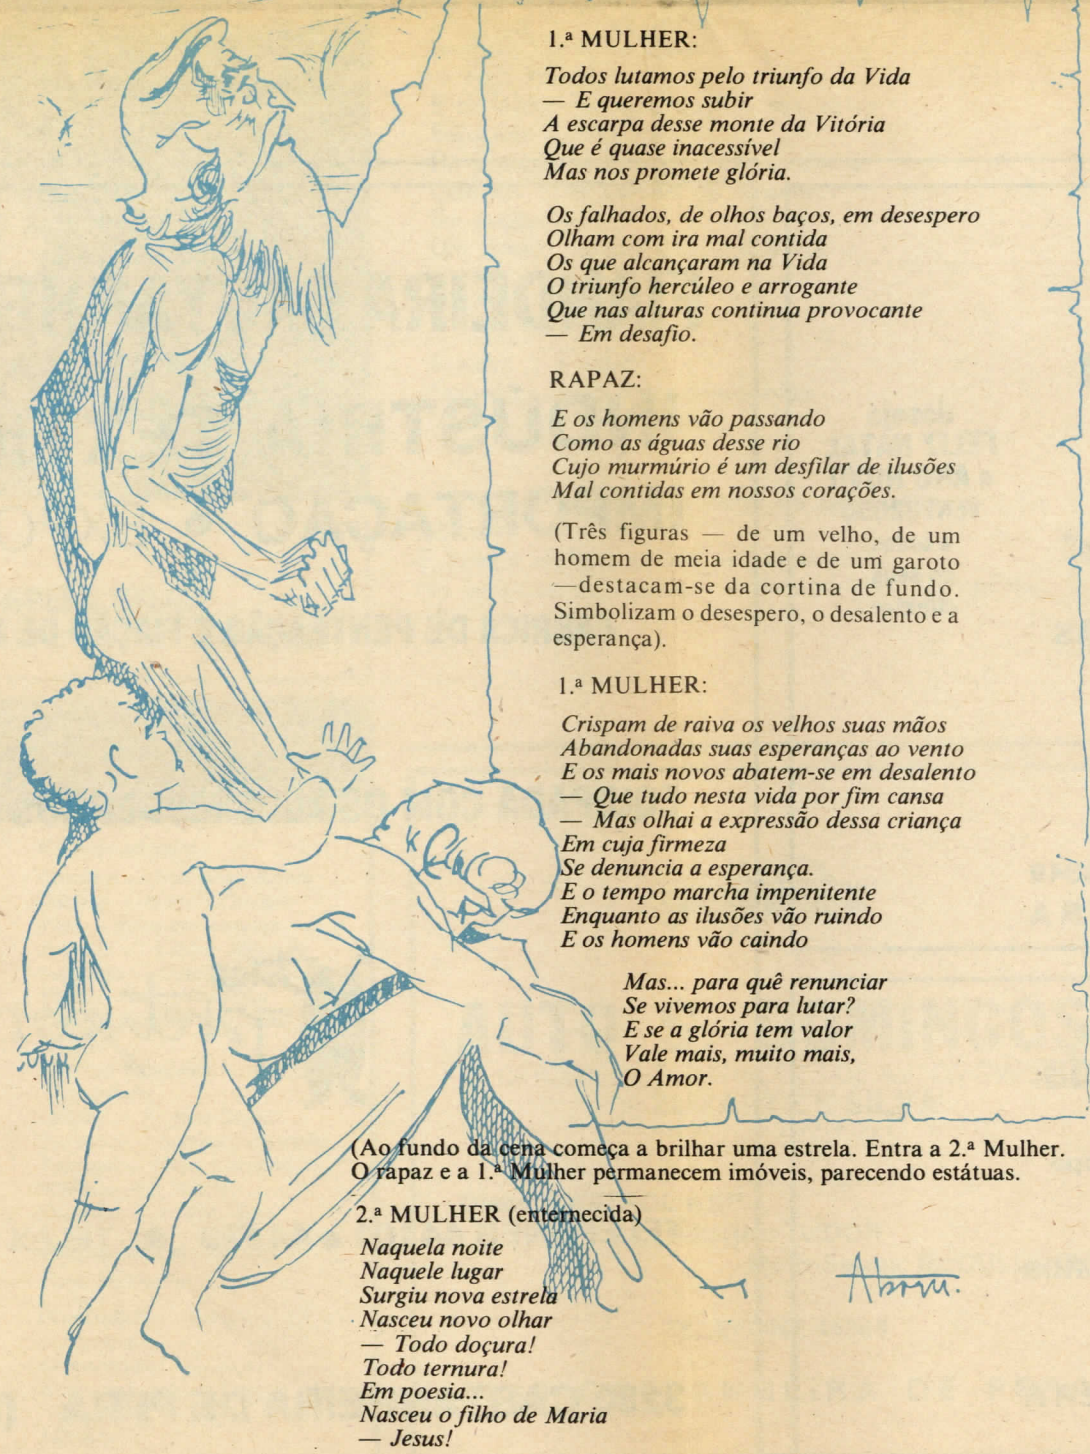 1.ª MULHER:
Todos lutamos pelo triunfo da Vida
— E queremos subir
A escarpa desse monte da Vitória
Que é quase inacessível
Mas nos promete glória.
Os falhados, de olhos baços, em desespero
Olham com ira mal contida
Os que alcançaram na Vida
O triunfo hercúleo e arrogante
Que nas alturas continua provocante
— Em desafio.
RAPAZ:
E os homens vão passando
Como as águas desse rio
Cujo murmúrio é um desfilar de ilusões
Mal contidas em nossos corações.
(Três figuras — de um velho, de um
homem de meia idade e de um garoto
—destacam-se da cortina de fundo.
Simbolizam o desespero, o desalento e a
esperança).
1.ª MULHER:
Crispam de raiva os velhos suas mãos
Abandonadas suas esperanças ao vento
E os mais novos abatem-se em desalento
— Que tudo nesta vida por fim cansa
— Mas olhai a expressão dessa criança
Em cuja firmeza
Se denuncia a esperança.
E o tempo marcha impenitente
Enquanto as ilusões vão ruindo
E os homens vão caindo
Mas... para quê renunciar
Se vivemos para lutar?
E se a glória tem valor
Vale mais, muito mais,
O Amor.
(Ao fundo da cena começa a brilhar uma estrela. Entra a 2.ª Mulher.
O rapaz e a 1.ª Mulher permanecem imóveis, parecendo estátuas.
2.ª MULHER (enternecida)
Naquela noite
Naquele lugar
Surgiu nova estrela
Nasceu novo olhar
— Todo doçura!
Todo ternura!
Em poesia...
Nasceu o filho de Maria
— Jesus!